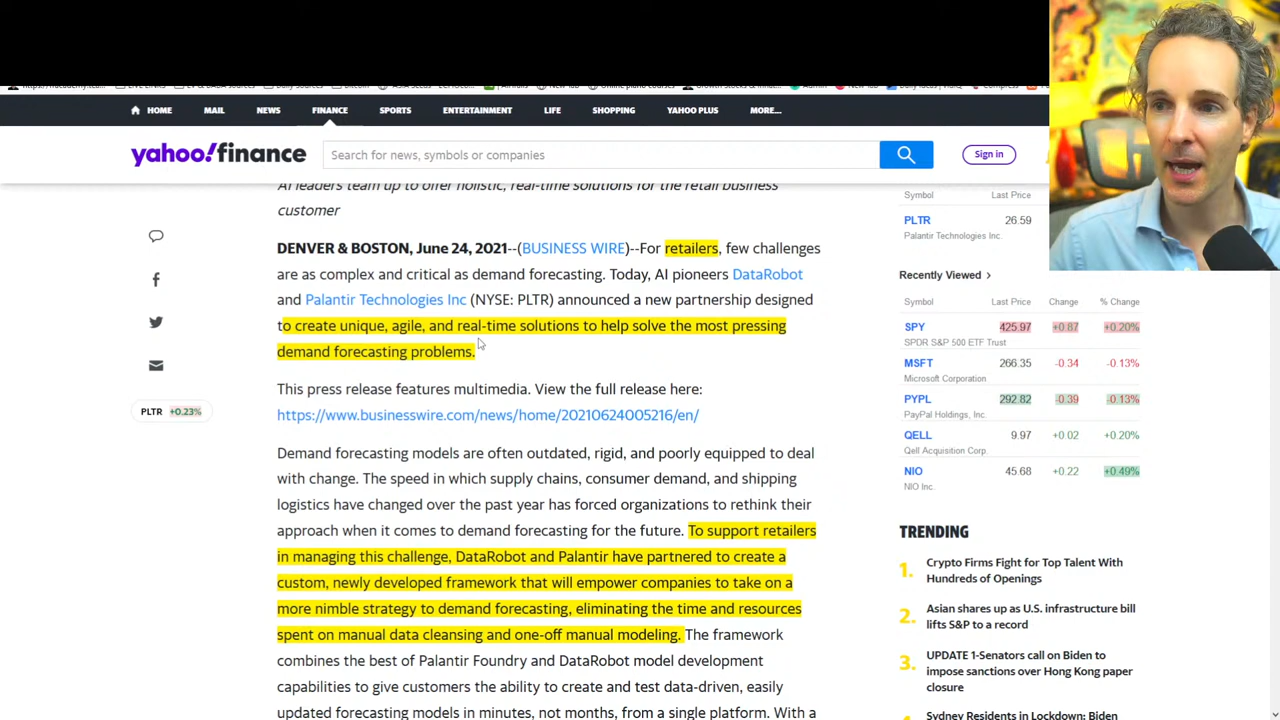 HOME MAIL NEWS FINANCE SPORTS ENTERTAINMENT LIFE SHOPPING YAHOO PLUS MORE...
yahoo!finance
Search for news, symbols or companies
Sign in
AI leaders team up to offer holistic, real-time solutions for the retail business
customer
DENVER & BOSTON, June 24, 2021--(BUSINESS WIRE)--For retailers, few challenges
are as complex and critical as demand forecasting. Today, AI pioneers DataRobot
and Palantir Technologies Inc (NYSE: PLTR) announced a new partnership designed
to create unique, agile, and real-time solutions to help solve the most pressing
demand forecasting problems.
This press release features multimedia. View the full release here:
https://www.businesswire.com/news/home/20210624005216/en/
Demand forecasting models are often outdated, rigid, and poorly equipped to deal
with change. The speed in which supply chains, consumer demand, and shipping
logistics have changed over the past year has forced organizations to rethink their
approach when it comes to demand forecasting for the future. To support retailers
in managing this challenge, DataRobot and Palantir have partnered to create a
custom, newly developed framework that will empower companies to take on a
more nimble strategy to demand forecasting, eliminating the time and resources
spent on manual data cleansing and one-off manual modeling. The framework
combines the best of Palantir Foundry and DataRobot model development
capabilities to give customers the ability to create and test data-driven, easily
updated forecasting models in minutes, not months, from a single platform. With a
PLTR +0.23%
Symbol Last Price
PLTR 26.59
Palantir Technologies Inc.
Recently Viewed
Symbol Last Price Change % Change
SPY 425.97 +0.87 +0.20%
SPDR S&P 500 ETF Trust
MSFT 266.35 -0.34 -0.13%
Microsoft Corporation
PYPL 292.82 -0.39 -0.13%
PayPal Holdings, Inc.
QELL 9.97 +0.02 +0.20%
Qell Acquisition Corp.
NIO 45.68 +0.22 +0.49%
NIO Inc.
TRENDING
1. Crypto Firms Fight for Top Talent With
Hundreds of Openings
2. Asian shares up as U.S. infrastructure bill
lifts S&P to a record
3. UPDATE 1-Senators call on Biden to
impose sanctions over Hong Kong paper
closure
Sydney Residents in Lockdown: Biden